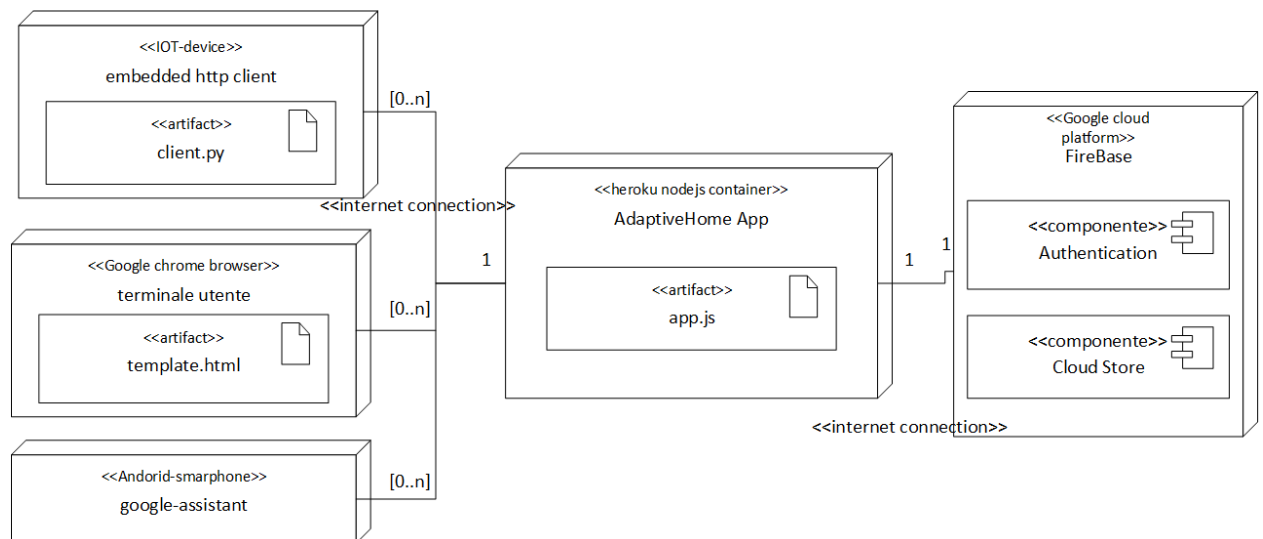 <<IOT-device>>
embedded http client
<<artifact>>
client.py
[0..n]
<<internet connection>>
<<Google chrome browser>>
terminale utente
<<artifact>>
template.html
[0..n]
<<Andorid-smarphone>>
google-assistant
[0..n]
1
<<heroku nodejs container>>
AdaptiveHome App
<<artifact>>
app.js
1
1
<<internet connection>>
<<Google cloud
platform>>
FireBase
<<componente>>
Authentication
<<componente>>
Cloud Store